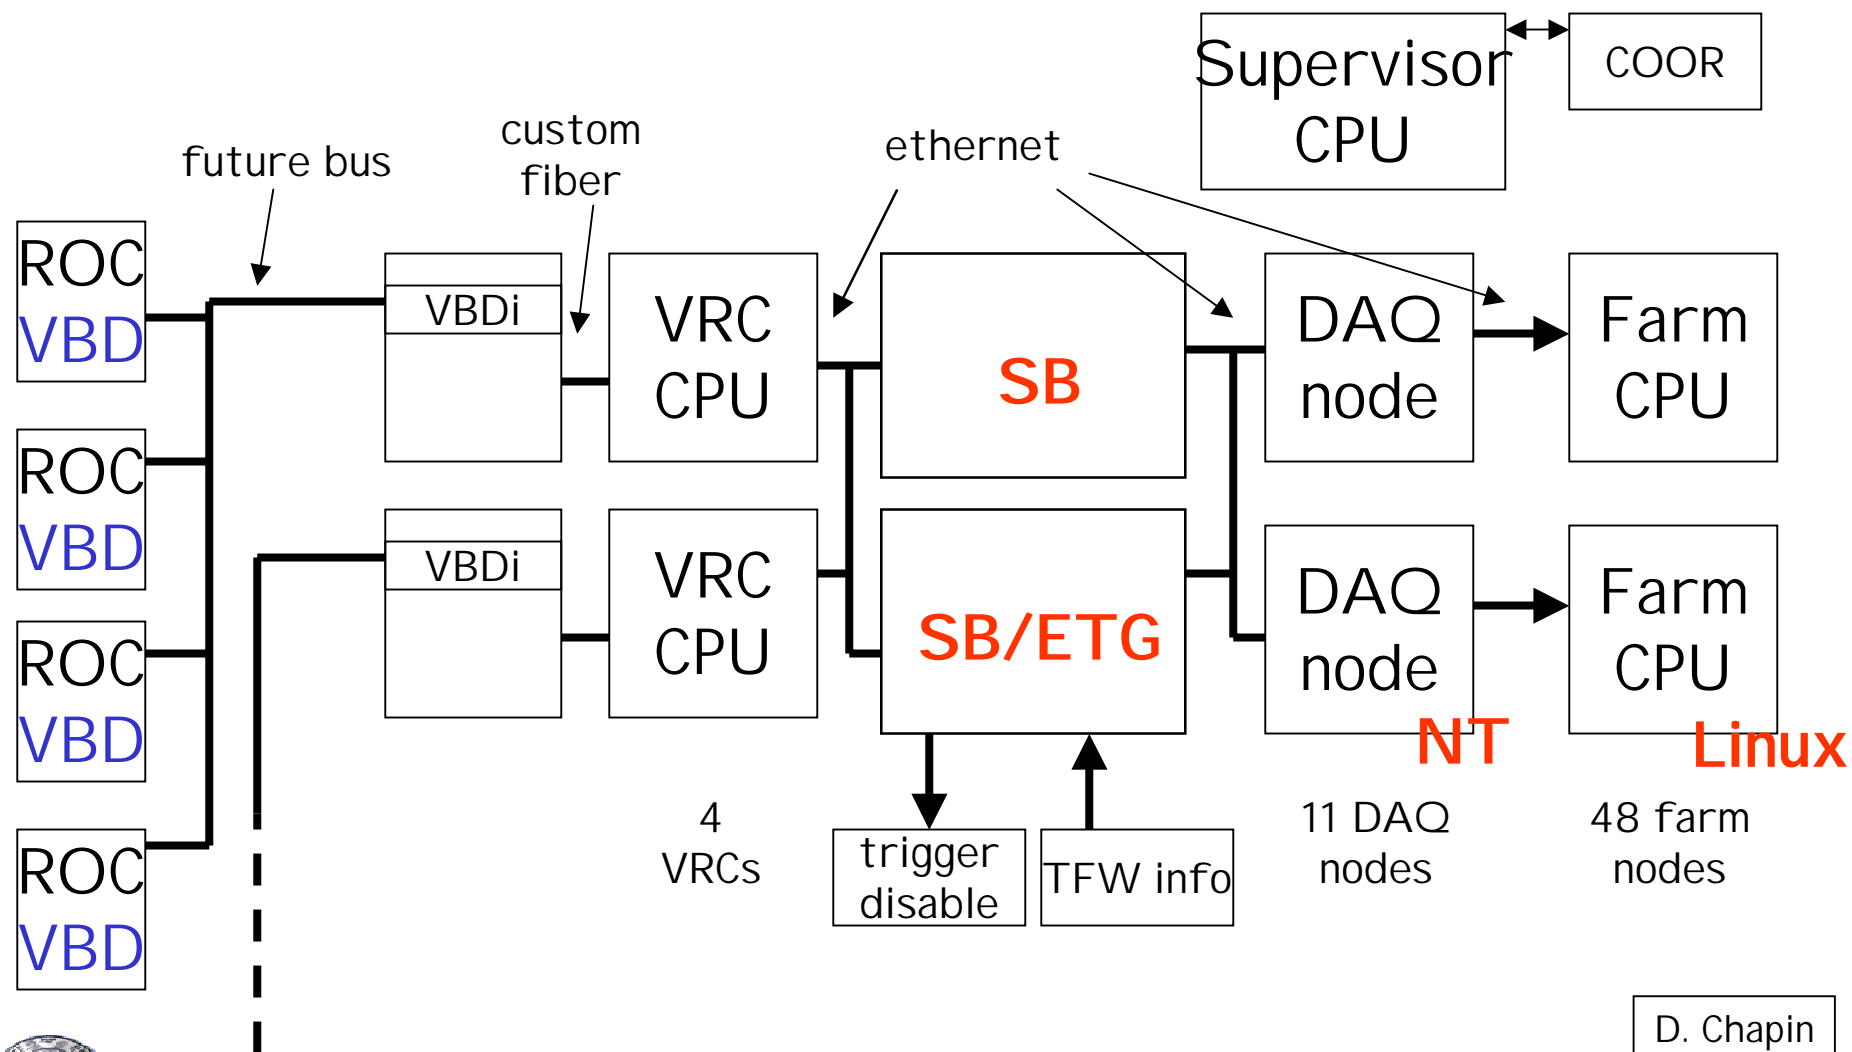 Supervisor
CPU
COOR
future bus
custom
fiber
ethernet
ROC
VBD
VBDi
VRC
CPU
SB
DAQ
node
Farm
CPU
ROC
VBD
VBDi
VRC
CPU
SB/ETG
DAQ
node
NT
Farm
CPU
Linux
ROC
VBD
ROC
VBD
4
VRCs
trigger
disable
TFW info
11 DAQ
nodes
48 farm
nodes
D. Chapin